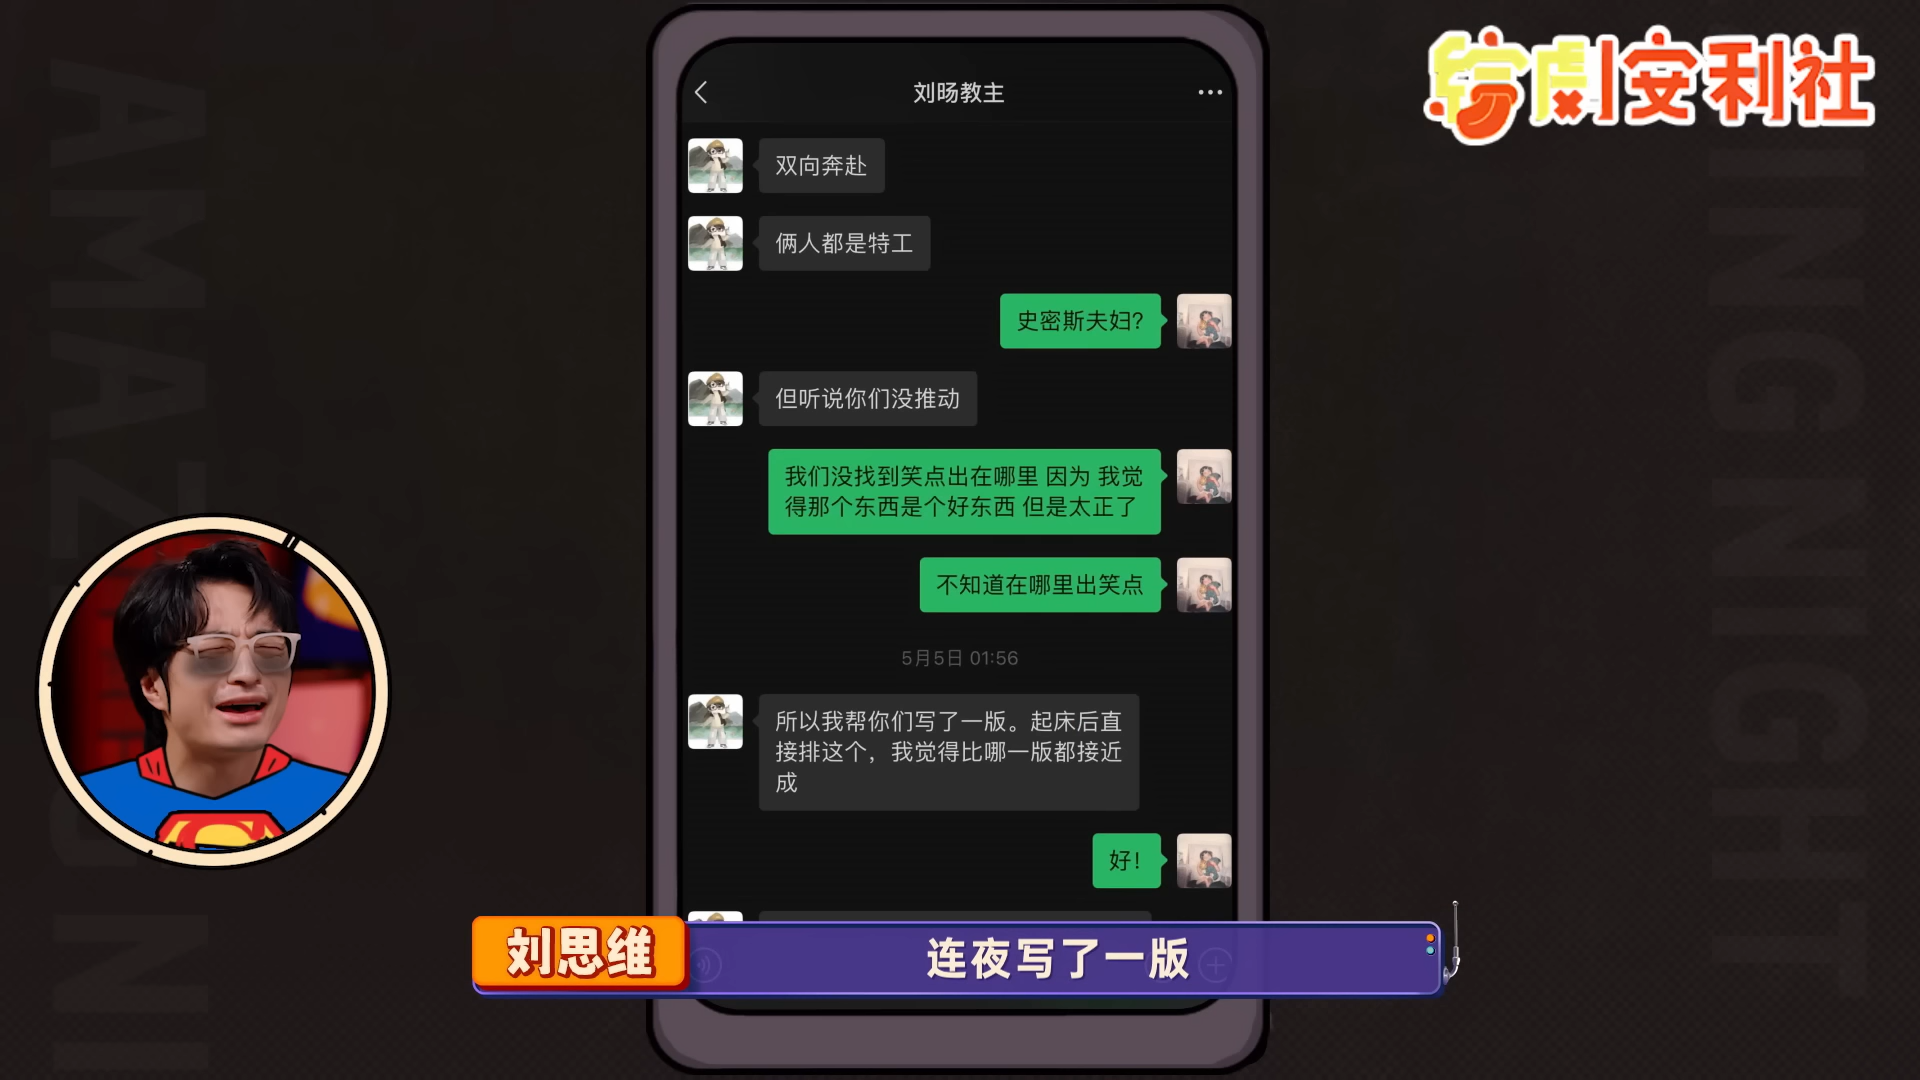 綜劇安利社
刘旸教主
双向奔赴
俩人都是特工
史密斯夫妇?
但听说你们没推动
我们没找到笑点出在哪里 因为 我觉
得那个东西是个好东西 但是太正了
不知道在哪里出笑点
5月5日 01:56
所以我帮你们写了一版。起床后直
接排这个，我觉得比哪一版都接近
成
好！
刘思维
连夜写了一版
AMAZINGNI
INGNIGHT